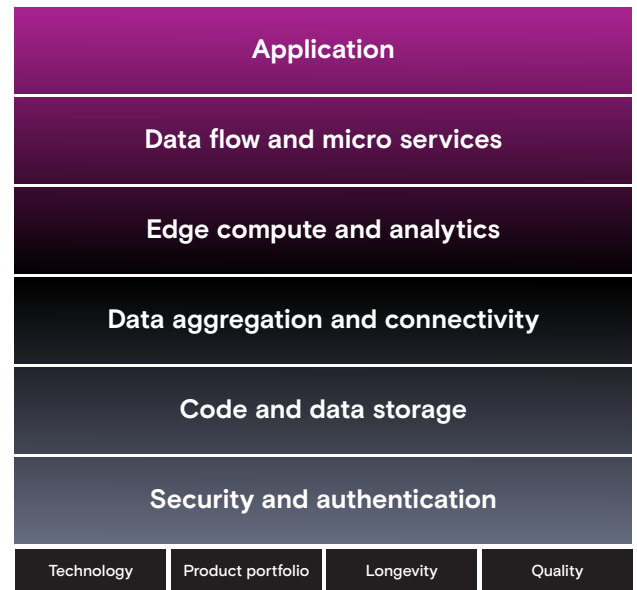 Application
Data flow and micro services
Edge compute and analytics
Data aggregation and connectivity
Code and data storage
Security and authentication
Technology
Product portfolio
Longevity
Quality